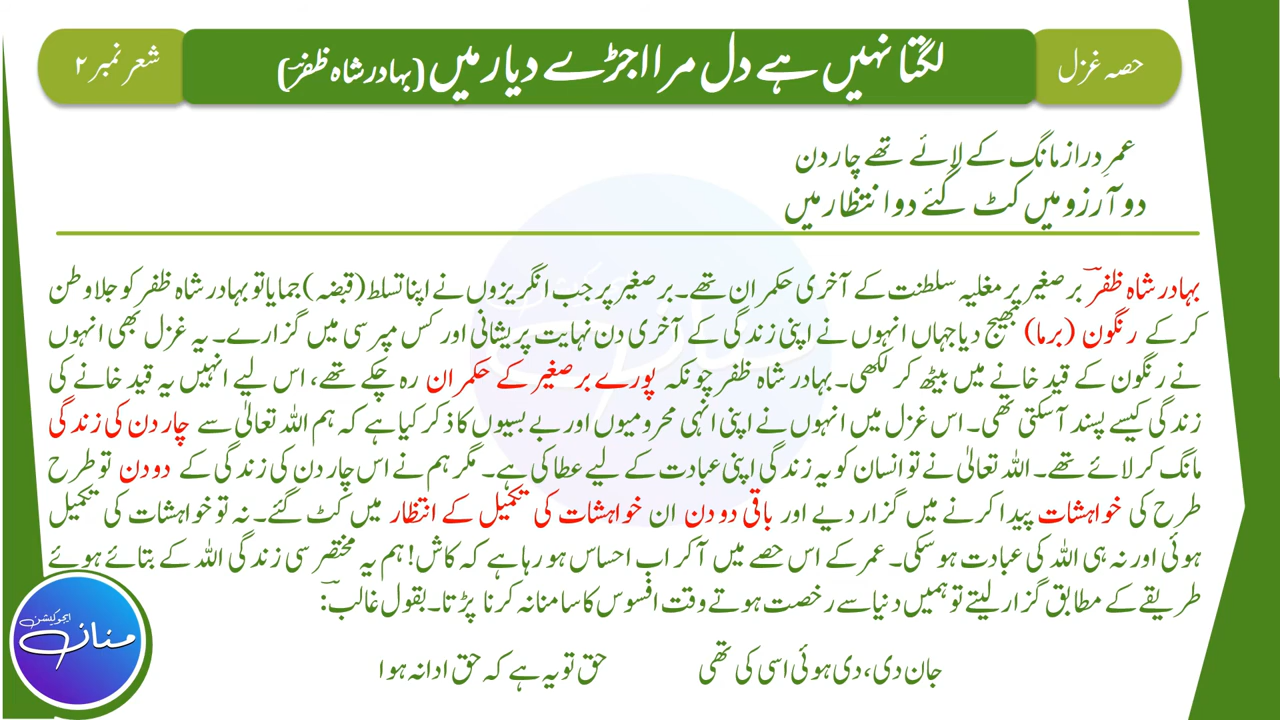 حصہ غزل
لگتا نہیں ہے دل مرا اجڑے دیار میں (بہادر شاہ ظفرؔ)
شعر نمبر ۲
عمرِ دراز مانگ کے لائے تھے چار دن
دو آرزو میں کٹ گئے دو انتظار میں
بہادر شاہ ظفرؔ برصغیر پر مغلیہ سلطنت کے آخری حکمران تھے۔ برصغیر پر جب انگریزوں نے اپنا تسلط (قبضہ) جمایا تو بہادر شاہ ظفر کو جلا وطن
کر کے رنگون (برما) بھیج دیا جہاں انہوں نے اپنی زندگی کے آخری دن نہایت پریشانی اور کس مپرسی میں گزارے۔ یہ غزل بھی انہوں
نے رنگون کے قید خانے میں بیٹھ کر لکھی۔ بہادر شاہ ظفر چونکہ پورے برصغیر کے حکمران رہ چکے تھے، اس لیے انہیں یہ قید خانے کی
زندگی کیسے پسند آ سکتی تھی۔ اس غزل میں انہوں نے اپنی انہی محرومیوں اور بے بسیوں کا ذکر کیا ہے کہ ہم اللہ تعالیٰ سے چار دن کی زندگی
مانگ کر لائے تھے۔ اللہ تعالیٰ نے تو انسان کو یہ زندگی اپنی عبادت کے لیے عطا کی ہے۔ مگر ہم نے اس چار دن کی زندگی کے دو دن تو طرح
طرح کی خواہشات پیدا کرنے میں گزار دیے اور باقی دو دن ان خواہشات کی تکمیل کے انتظار میں کٹ گئے۔ نہ تو خواہشات کی تکمیل
ہوئی اور نہ ہی اللہ کی عبادت ہو سکی۔ عمر کے اس حصے میں آ کر اب احساس ہو رہا ہے کہ کاش! ہم یہ مختصر سی زندگی اللہ کے بتائے ہوئے
طریقے کے مطابق گزار لیتے تو ہمیں دنیا سے رخصت ہوتے وقت افسوس کا سامنا نہ کرنا پڑتا۔ بقول غالبؔ:
جان دی، دی ہوئی اسی کی تھی حق تو یہ ہے کہ حق ادا نہ ہوا
منان ایجوکیشن